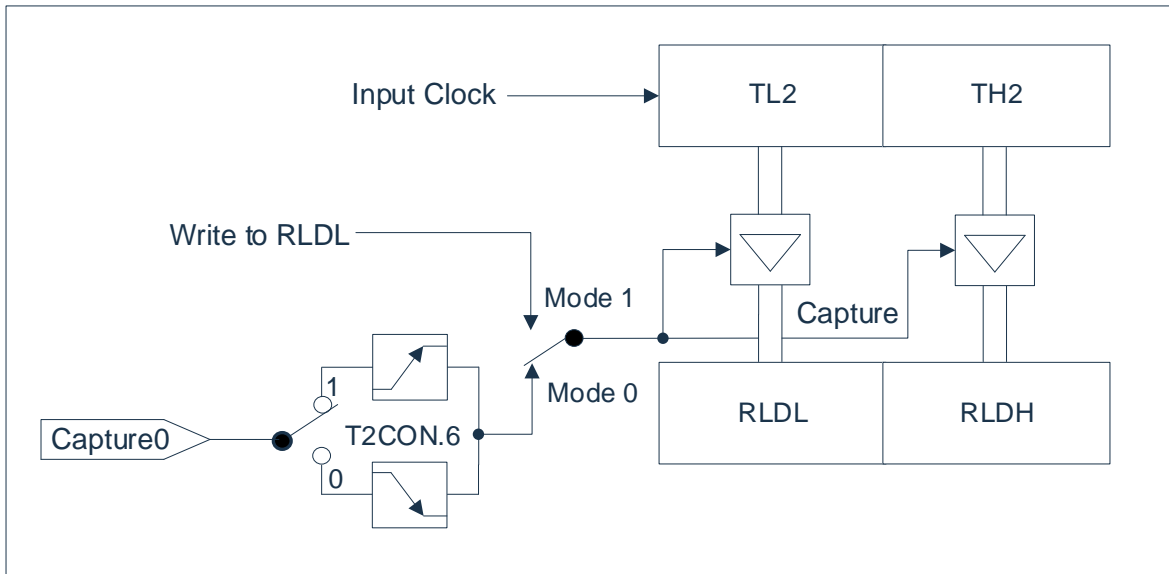 TL2
TH2
Input Clock
Write to RLDL
Mode 1
Capture
Mode 0
RLDL
RLDH
1
Capture0
T2CON.6
0